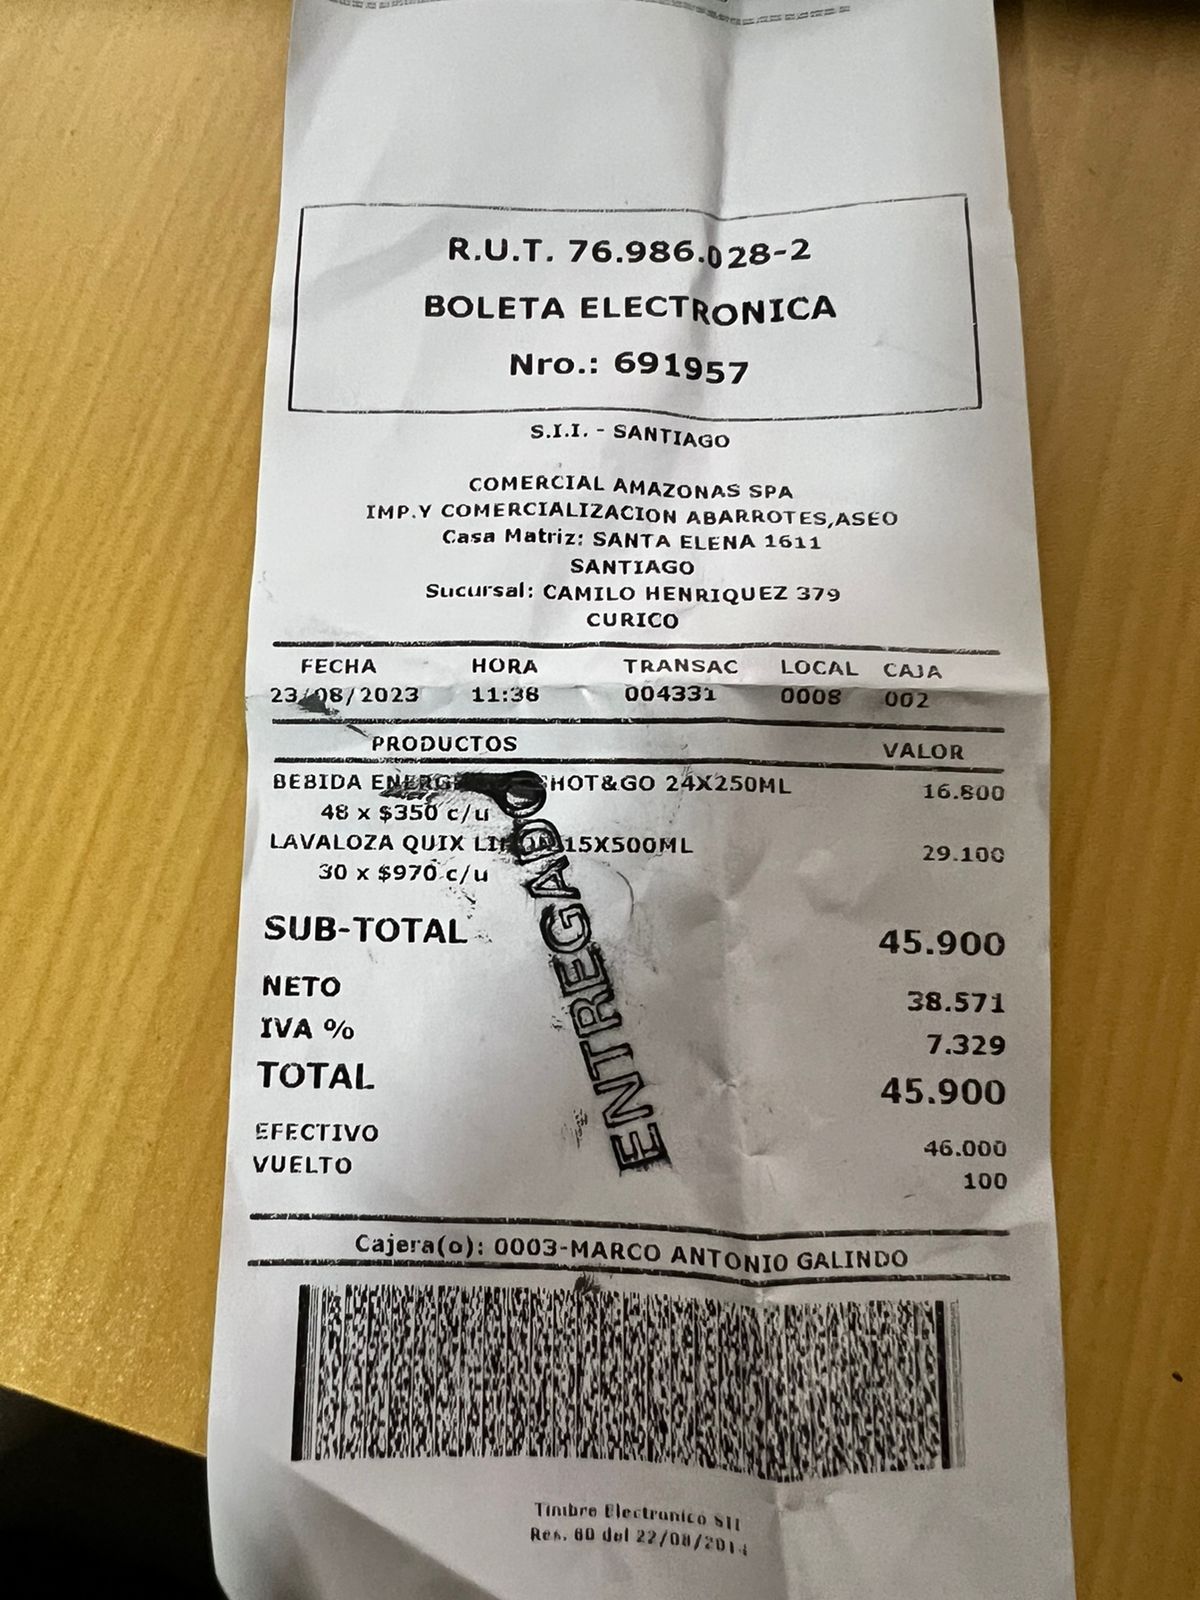 R.U.T. 76.986.028-2
BOLETA ELECTRONICA
Nro.: 691957
S.I.I. - SANTIAGO
COMERCIAL AMAZONAS SPA
IMP.Y COMERCIALIZACION ABARROTES,ASEO
Casa Matriz: SANTA ELENA 1611
SANTIAGO
Sucursal: CAMILO HENRIQUEZ 379
CURICO
FECHA HORA TRANSAC LOCAL CAJA
23/08/2023 11:38 004331 0008 002
PRODUCTOS VALOR
BEBIDA SHOT&GO 24X250ML 16.800
48 x $350 c/u
LAVALOZA QUIX LIMON 15X500ML 29.100
30 x $970 c/u
SUB-TOTAL 45.900
NETO 38.571
IVA % 7.329
TOTAL 45.900
EFECTIVO 46.000
VUELTO 100
ENTREGADO
Cajera(o): 0003-MARCO ANTONIO GALINDO
Timbre Electronico SII
Res. 80 del 22/08/2014